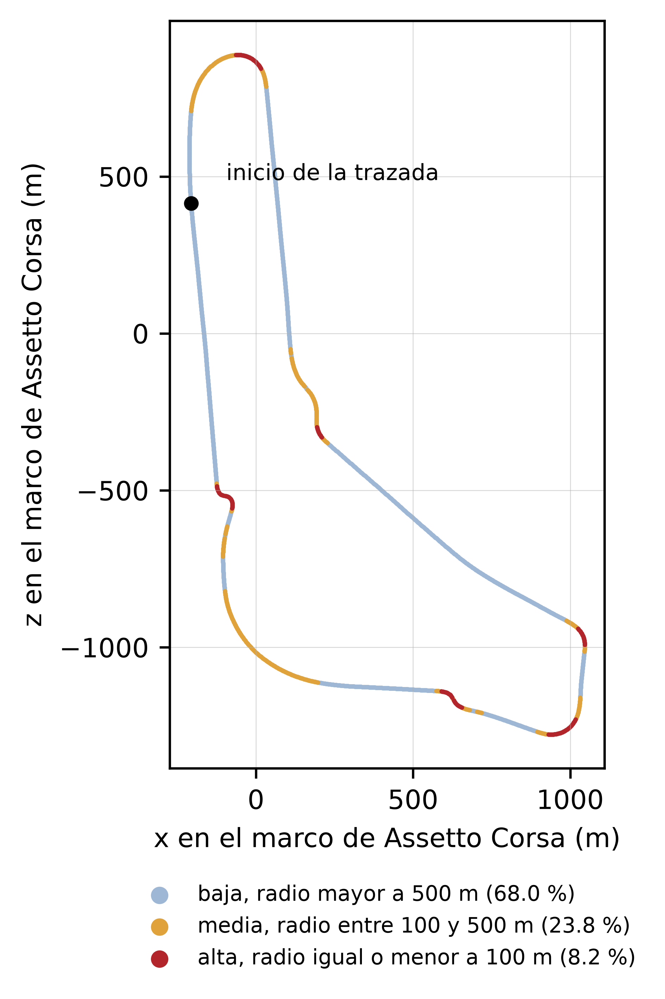 z en el marco de Assetto Corsa (m)
500
0
−500
−1000
inicio de la trazada
0
500
1000
x en el marco de Assetto Corsa (m)
baja, radio mayor a 500 m (68.0 %)
media, radio entre 100 y 500 m (23.8 %)
alta, radio igual o menor a 100 m (8.2 %)